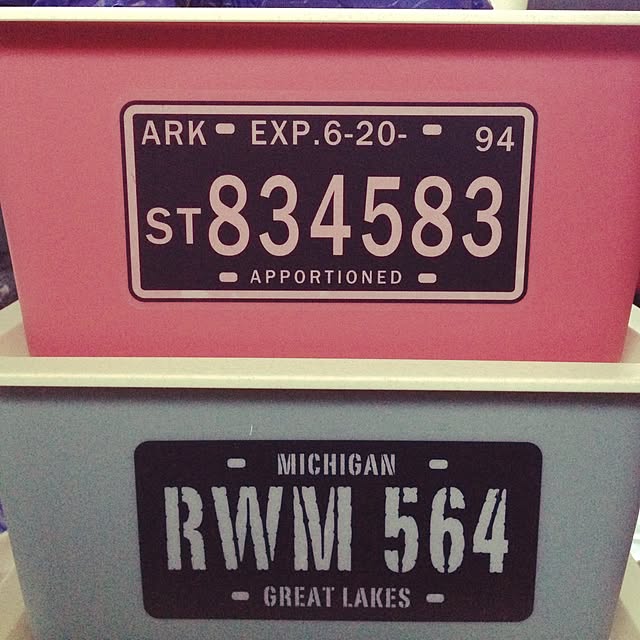 ARK EXP.6-20- 94
ST834583
APPORTIONED
MICHIGAN
RWM 564
GREAT LAKES